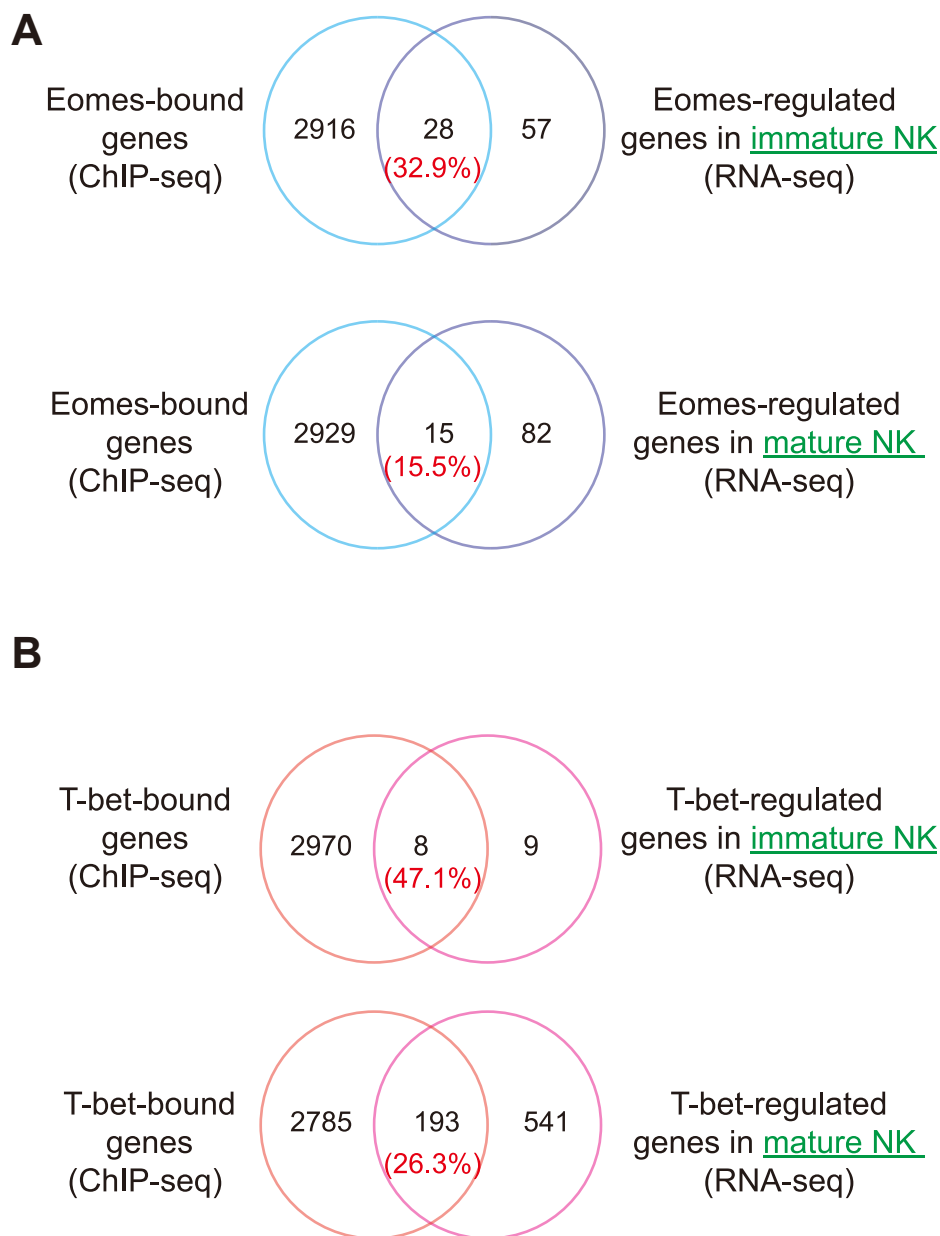 A
Eomes-bound
genes
(ChIP-seq)
2916
28
(32.9%)
57
Eomes-regulated
genes in immature NK
(RNA-seq)
Eomes-bound
genes
(ChIP-seq)
2929
15
(15.5%)
82
Eomes-regulated
genes in mature NK
(RNA-seq)
B
T-bet-bound
genes
(ChIP-seq)
2970
8
(47.1%)
9
T-bet-regulated
genes in immature NK
(RNA-seq)
T-bet-bound
genes
(ChIP-seq)
2785
193
(26.3%)
541
T-bet-regulated
genes in mature NK
(RNA-seq)